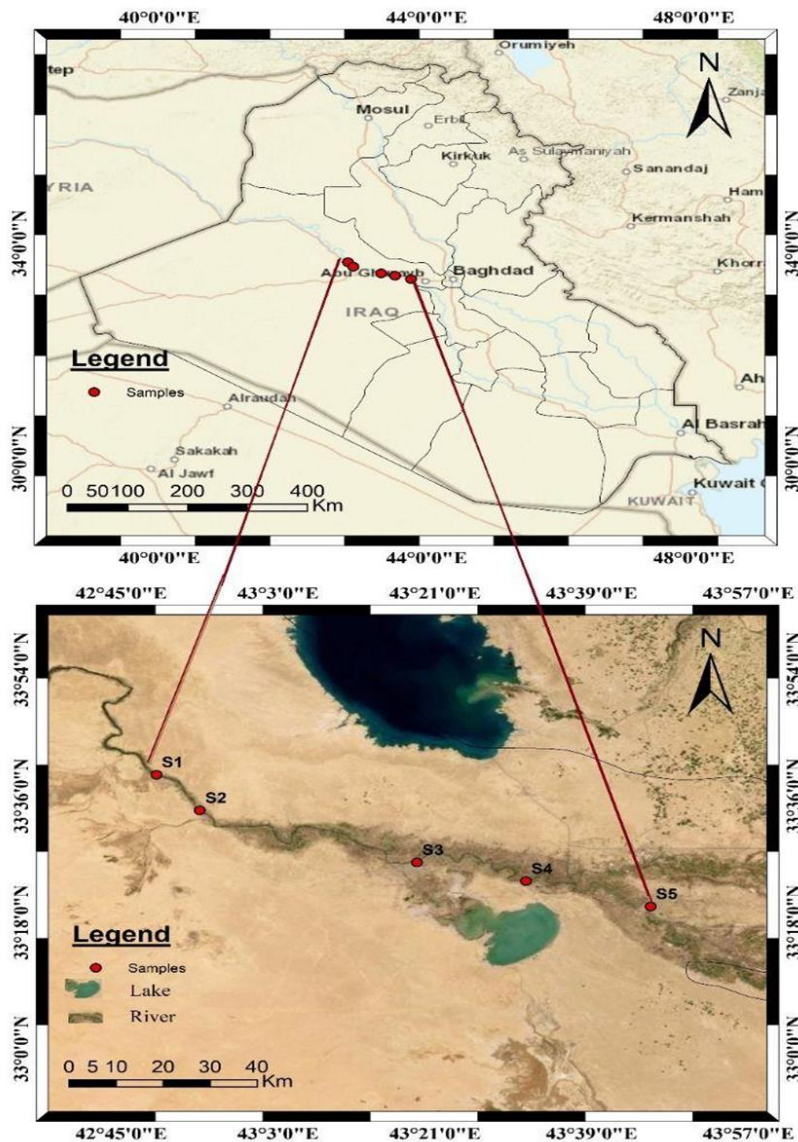 40°0'0"E 44°0'0"E 48°0'0"E
Orumiyeh
N
tep
Mosul
Zanja
Erbil
As Sulaymaniyah
Kirkuk
Sanandaj
YRIA
Ham
Kermanshah
34°0'0"N
34°0'0"N
Khorra
Baghdad
IRAQ
Legend
Samples
Alraudah
Ah
Al Basrah
Sakakah
Al Jawf
30°0'0"N
30°0'0"N
KUWAIT
Kuwait C
0 50 100 200 300 400
Km
40°0'0"E 44°0'0"E 48°0'0"E
42°45'0"E 43°3'0"E 43°21'0"E 43°39'0"E 43°57'0"E
N
33°54'0"N
33°54'0"N
S1
33°36'0"N
33°36'0"N
S2
S3
S4
S5
33°18'0"N
33°18'0"N
Legend
Samples
Lake
River
33°0'0"N
33°0'0"N
0 5 10 20 30 40
Km
42°45'0"E 43°3'0"E 43°21'0"E 43°39'0"E 43°57'0"E